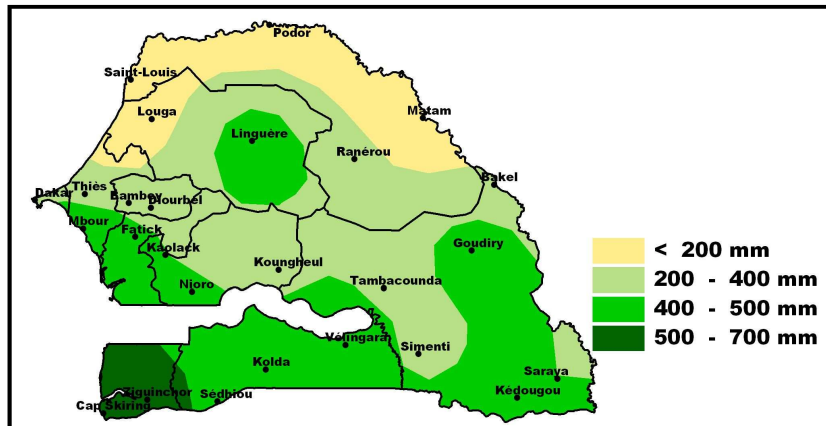 Podor
Saint-Louis
Louga
Matam
Linguère
Ranérou
Bakel
Dakar
Thiès
Bambey
Diourbel
Mbour
Fatick
Kaolack
Goudiry
Koungheul
Nioro
Tambacounda
Vélingara
Simenti
Kolda
Saraya
Ziguinchor
Sédhiou
Kédougou
Cap Skiring
< 200 mm
200 - 400 mm
400 - 500 mm
500 - 700 mm